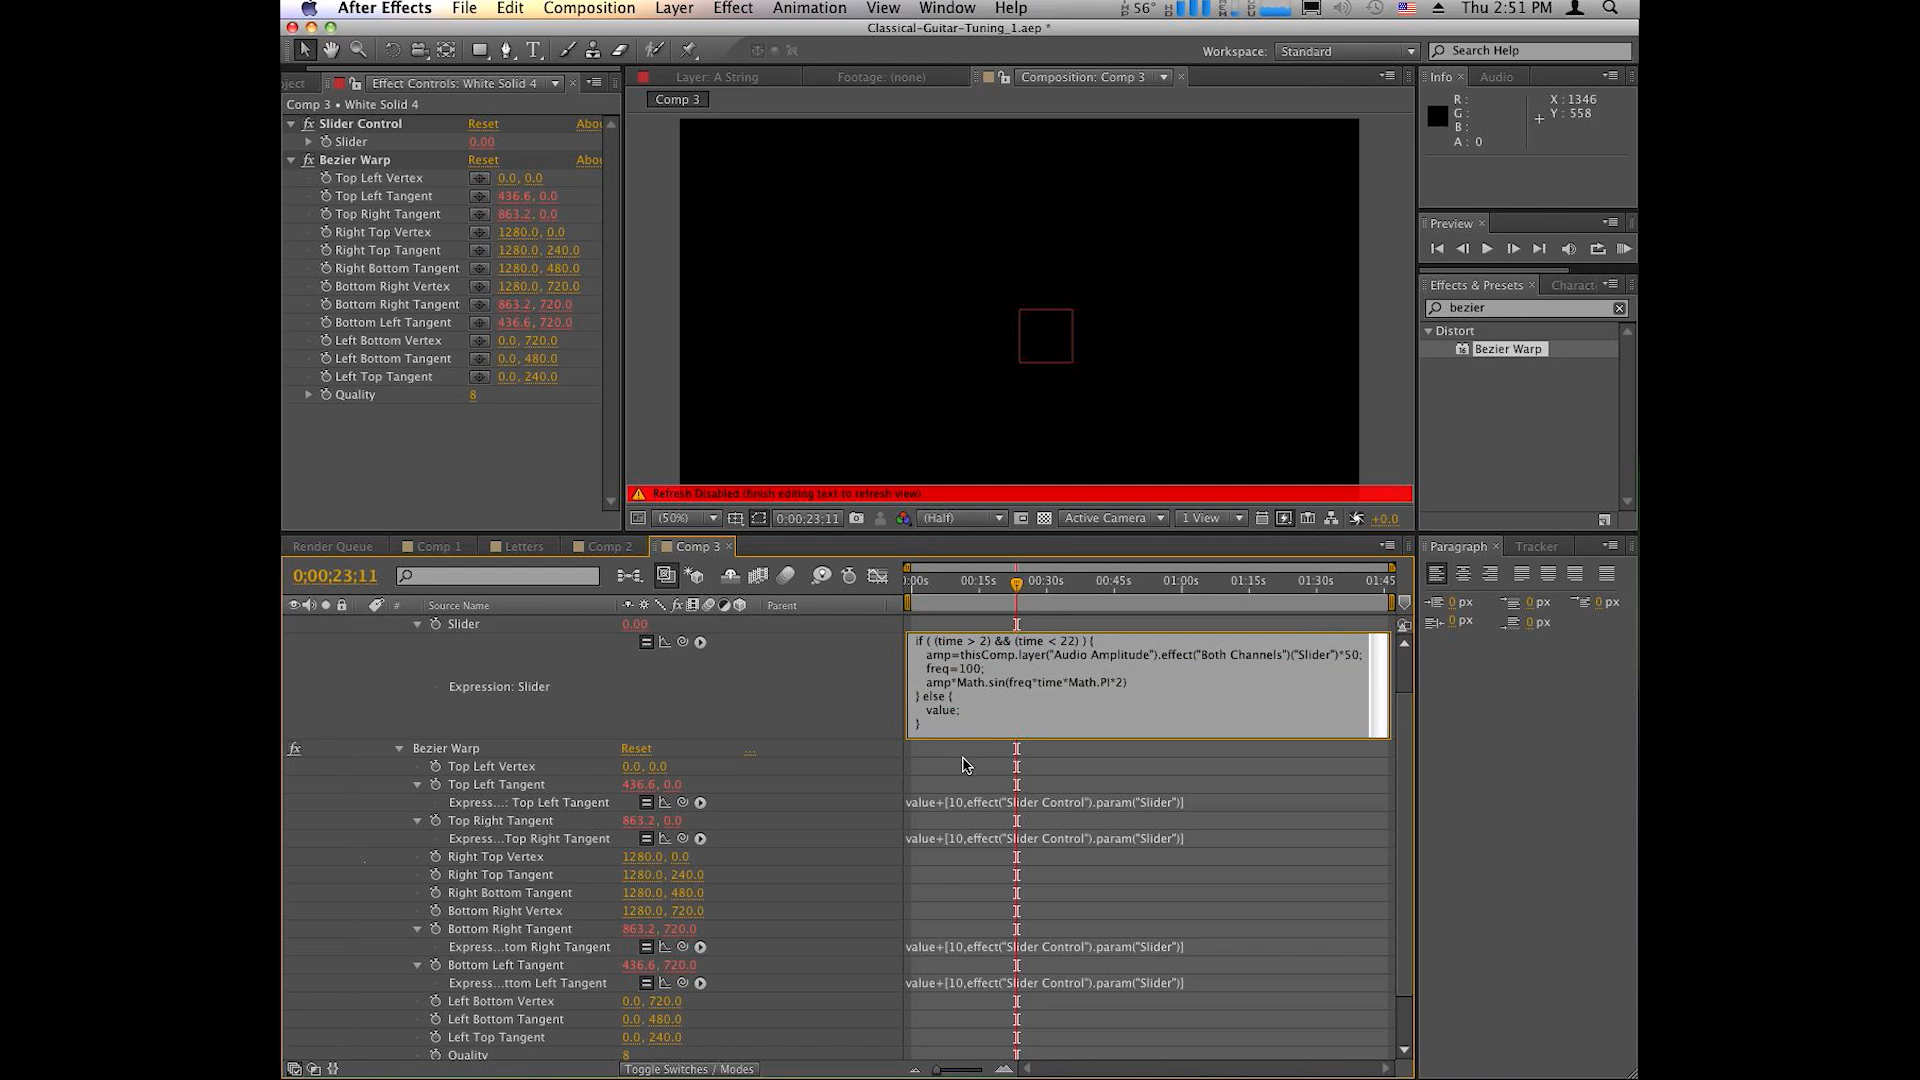 After Effects File Edit Composition Layer Effect Animation View Window Help 56° Thu 2:51 PM
Classical-Guitar-Tuning_1.aep *
Workspace: Standard Search Help
oject Effect Controls: White Solid 4 Layer: A String Footage: (none) Composition: Comp 3 Info Audio
Comp 3 • White Solid 4
Comp 3
R :
G :
B :
A : 0
X : 1346
Y : 558
fx Slider Control Reset Abou
Slider 0.00
fx Bezier Warp Reset Abou
Top Left Vertex 0.0, 0.0
Top Left Tangent 436.6, 0.0
Top Right Tangent 863.2, 0.0
Right Top Vertex 1280.0, 0.0
Right Top Tangent 1280.0, 240.0
Right Bottom Tangent 1280.0, 480.0
Bottom Right Vertex 1280.0, 720.0
Bottom Right Tangent 863.2, 720.0
Bottom Left Tangent 436.6, 720.0
Left Bottom Vertex 0.0, 720.0
Left Bottom Tangent 0.0, 480.0
Left Top Tangent 0.0, 240.0
Quality 8
Preview
Effects & Presets Charact
bezier
Distort
16 Bezier Warp
Refresh Disabled (finish editing text to refresh view)
(50%) 0:00:23;11 (Half) Active Camera 1 View +0.0
Render Queue Comp 1 Letters Comp 2 Comp 3
Paragraph Tracker
0 px 0 px 0 px
0 px 0 px
0;00;23;11
):00s 00:15s 00:30s 00:45s 01:00s 01:15s 01:30s 01:45
# Source Name fx Parent
Slider 0.00
Expression: Slider
if ( (time > 2) && (time < 22) ) {
amp=thisComp.layer("Audio Amplitude").effect("Both Channels")("Slider")*50;
freq=100;
amp*Math.sin(freq*time*Math.PI*2)
} else {
value;
}
fx Bezier Warp Reset ...
Top Left Vertex 0.0, 0.0
Top Left Tangent 436.6, 0.0
Express...: Top Left Tangent value+[10,effect("Slider Control").param("Slider")]
Top Right Tangent 863.2, 0.0
Express...Top Right Tangent value+[10,effect("Slider Control").param("Slider")]
Right Top Vertex 1280.0, 0.0
Right Top Tangent 1280.0, 240.0
Right Bottom Tangent 1280.0, 480.0
Bottom Right Vertex 1280.0, 720.0
Bottom Right Tangent 863.2, 720.0
Express...tom Right Tangent value+[10,effect("Slider Control").param("Slider")]
Bottom Left Tangent 436.6, 720.0
Express...ttom Left Tangent value+[10,effect("Slider Control").param("Slider")]
Left Bottom Vertex 0.0, 720.0
Left Bottom Tangent 0.0, 480.0
Left Top Tangent 0.0, 240.0
Quality 8
Toggle Switches / Modes